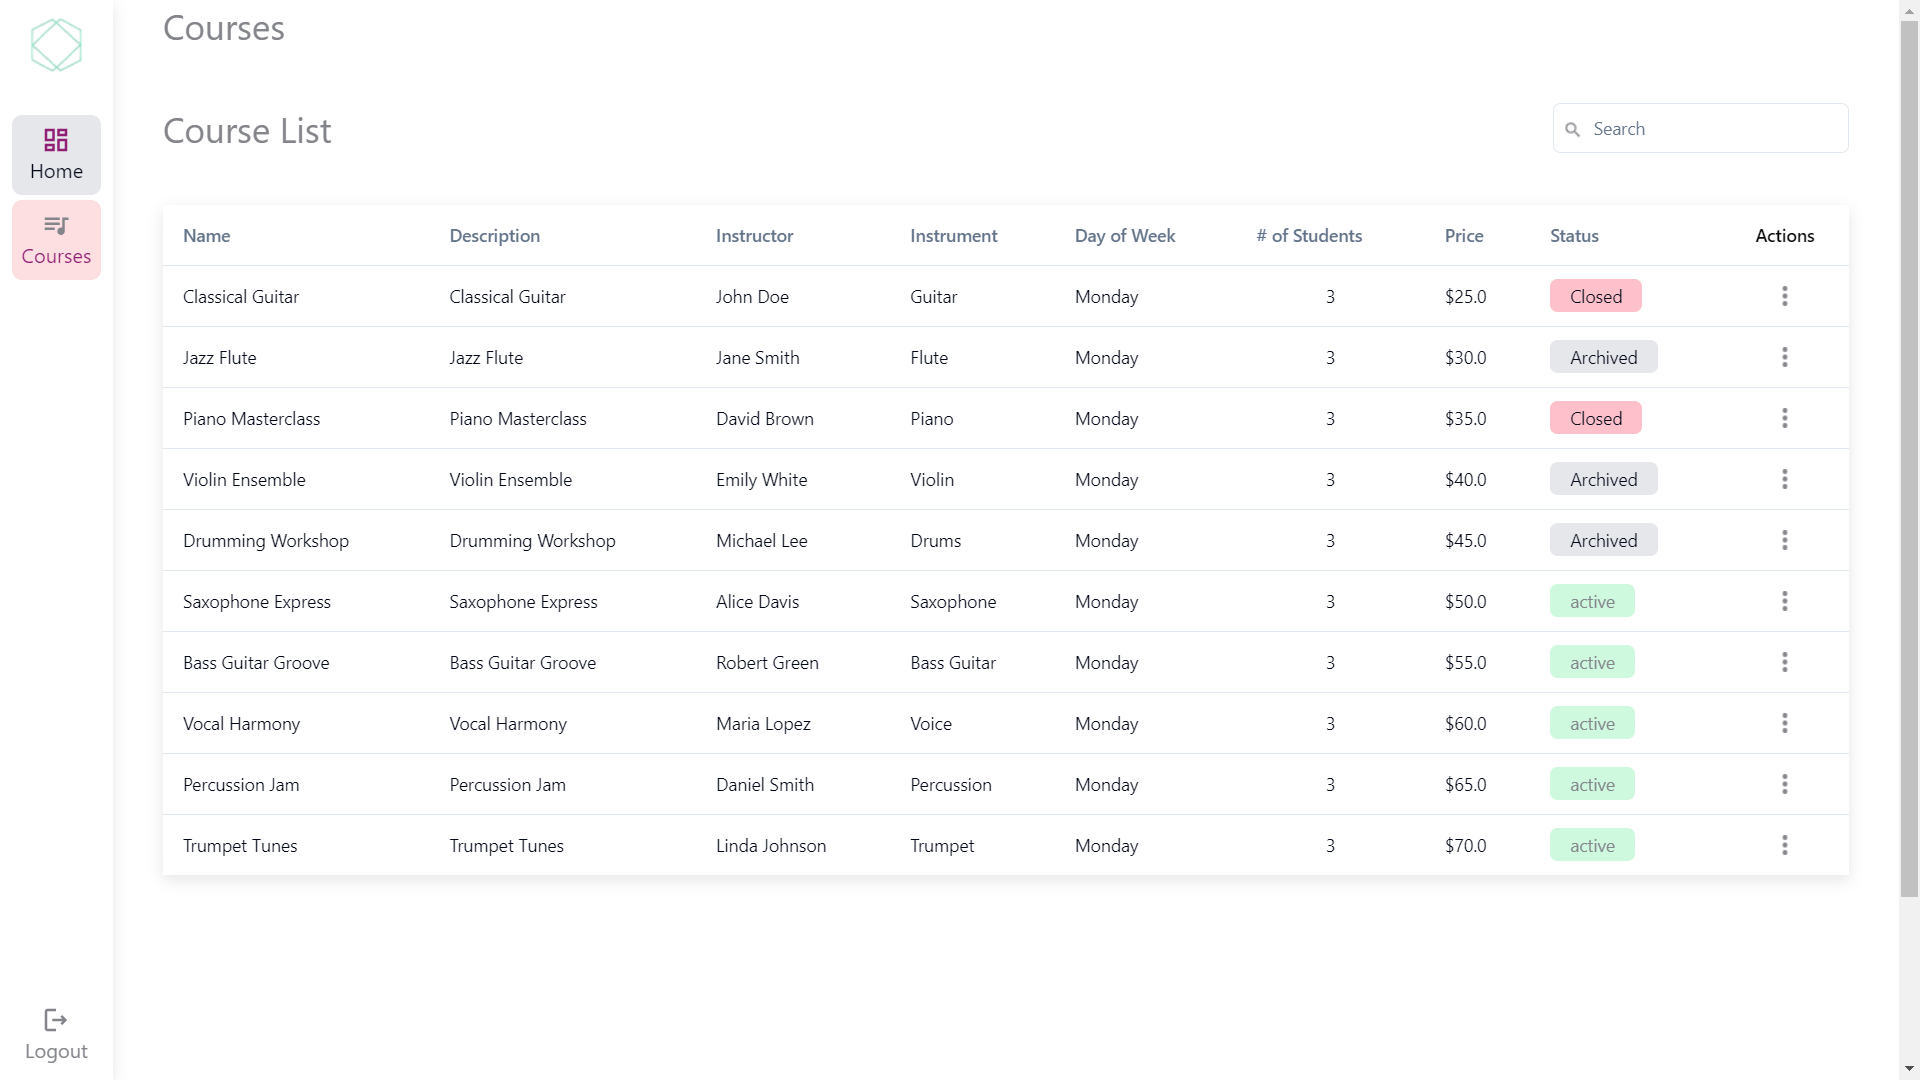 Courses
Course List
Search
Home
Courses
Name Description Instructor Instrument Day of Week # of Students Price Status Actions
Classical Guitar Classical Guitar John Doe Guitar Monday 3 $25.0 Closed
Jazz Flute Jazz Flute Jane Smith Flute Monday 3 $30.0 Archived
Piano Masterclass Piano Masterclass David Brown Piano Monday 3 $35.0 Closed
Violin Ensemble Violin Ensemble Emily White Violin Monday 3 $40.0 Archived
Drumming Workshop Drumming Workshop Michael Lee Drums Monday 3 $45.0 Archived
Saxophone Express Saxophone Express Alice Davis Saxophone Monday 3 $50.0 active
Bass Guitar Groove Bass Guitar Groove Robert Green Bass Guitar Monday 3 $55.0 active
Vocal Harmony Vocal Harmony Maria Lopez Voice Monday 3 $60.0 active
Percussion Jam Percussion Jam Daniel Smith Percussion Monday 3 $65.0 active
Trumpet Tunes Trumpet Tunes Linda Johnson Trumpet Monday 3 $70.0 active
Logout